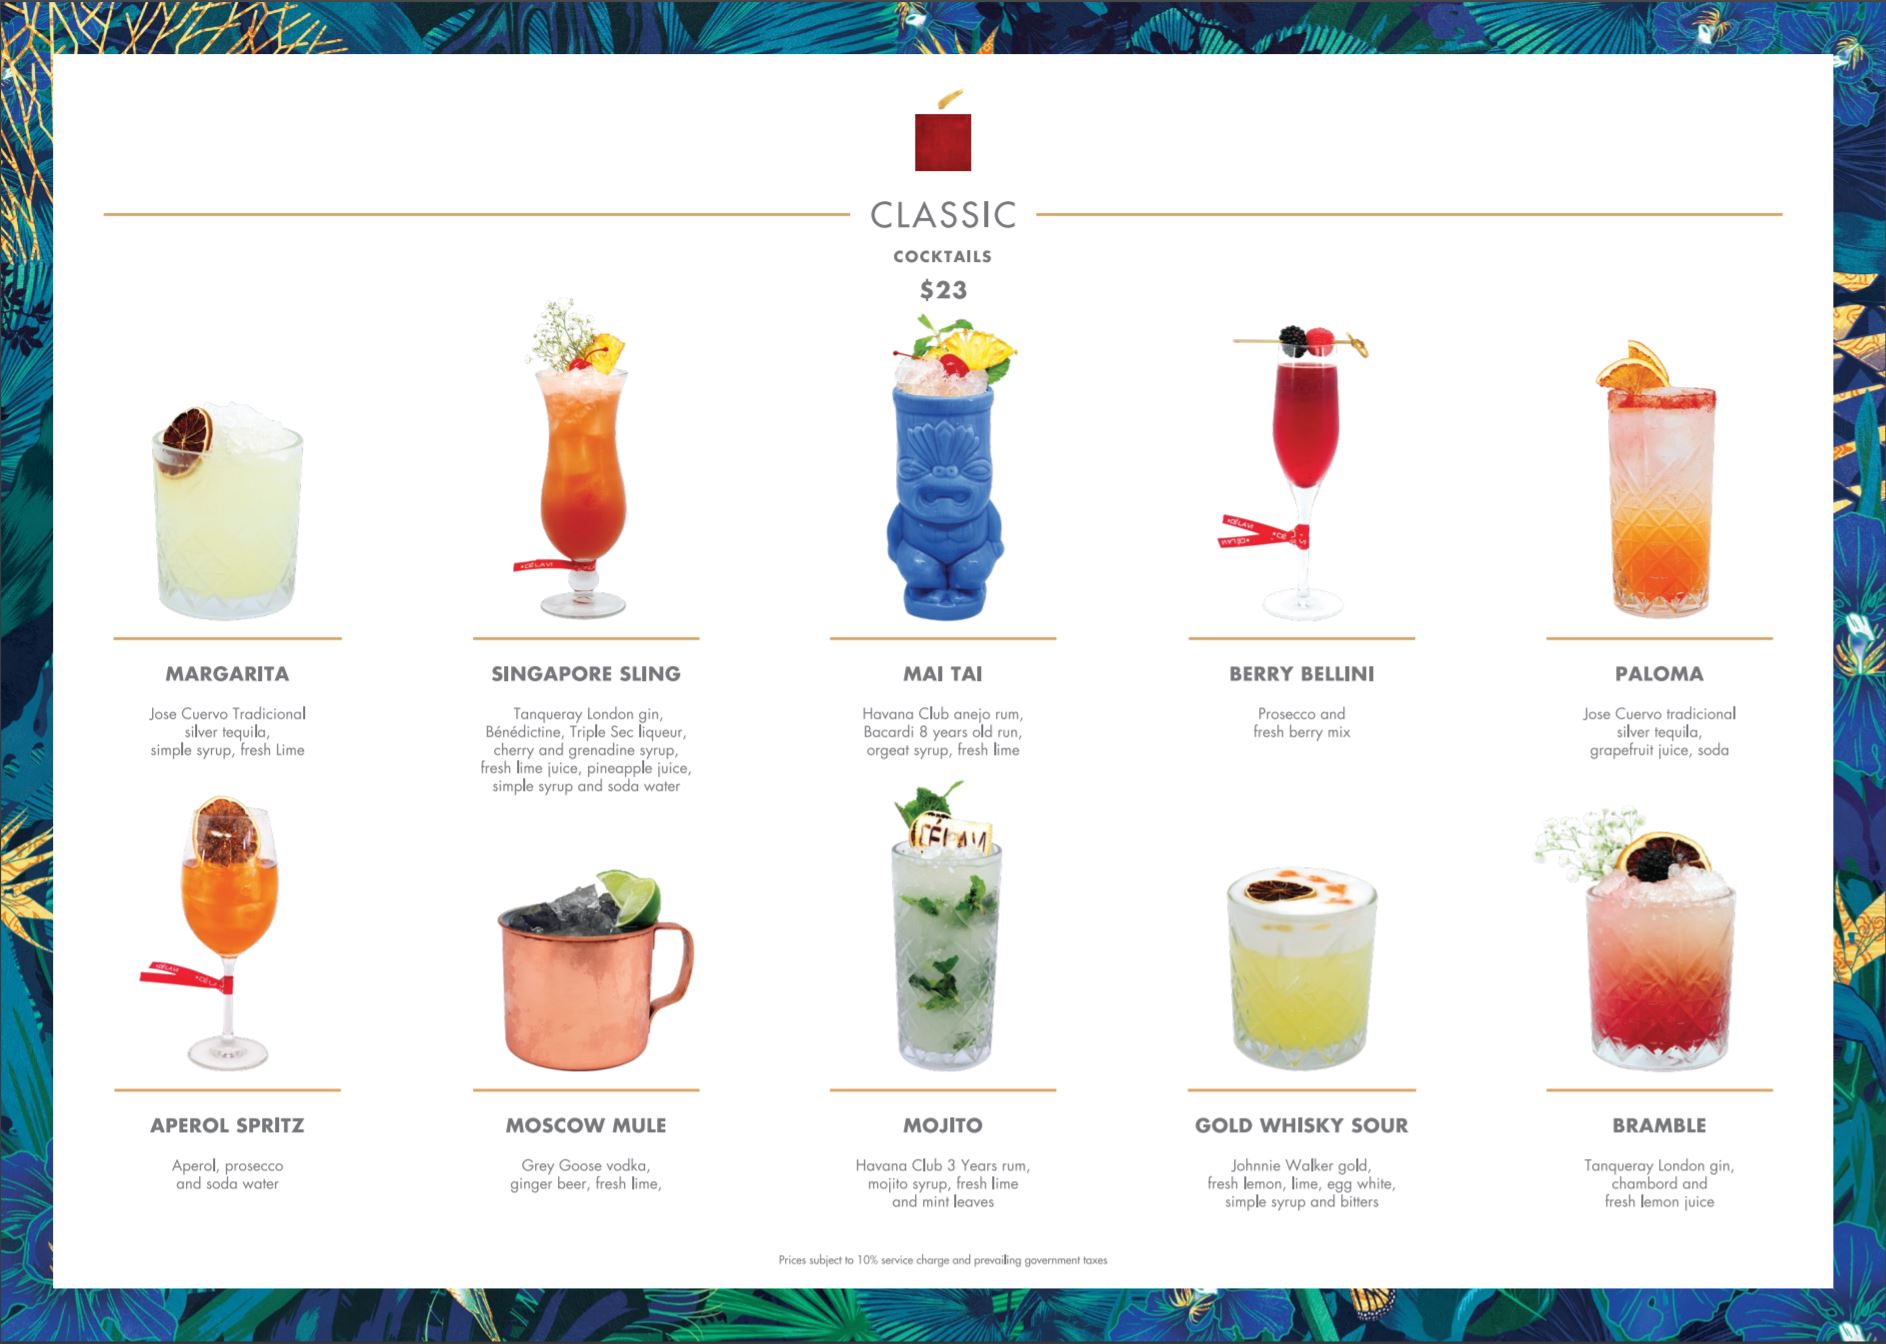 CLASSIC
COCKTAILS
$23
MARGARITA
Jose Cuervo Tradicional
silver tequila,
simple syrup, fresh Lime
SINGAPORE SLING
Tanqueray London gin,
Bénédictine, Triple Sec liqueur,
cherry and grenadine syrup,
fresh lime juice, pineapple juice,
simple syrup and soda water
MAI TAI
Havana Club anejo rum,
Bacardi 8 years old run,
orgeat syrup, fresh lime
BERRY BELLINI
Prosecco and
fresh berry mix
PALOMA
Jose Cuervo tradicional
silver tequila,
grapefruit juice, soda
APEROL SPRITZ
Aperol, prosecco
and soda water
MOSCOW MULE
Grey Goose vodka,
ginger beer, fresh lime,
CÉLAVI
MOJITO
Havana Club 3 Years rum,
mojito syrup, fresh lime
and mint leaves
GOLD WHISKY SOUR
Johnnie Walker gold,
fresh lemon, lime, egg white,
simple syrup and bitters
BRAMBLE
Tanqueray London gin,
chambord and
fresh lemon juice
Prices subject to 10% service charge and prevailing government taxes